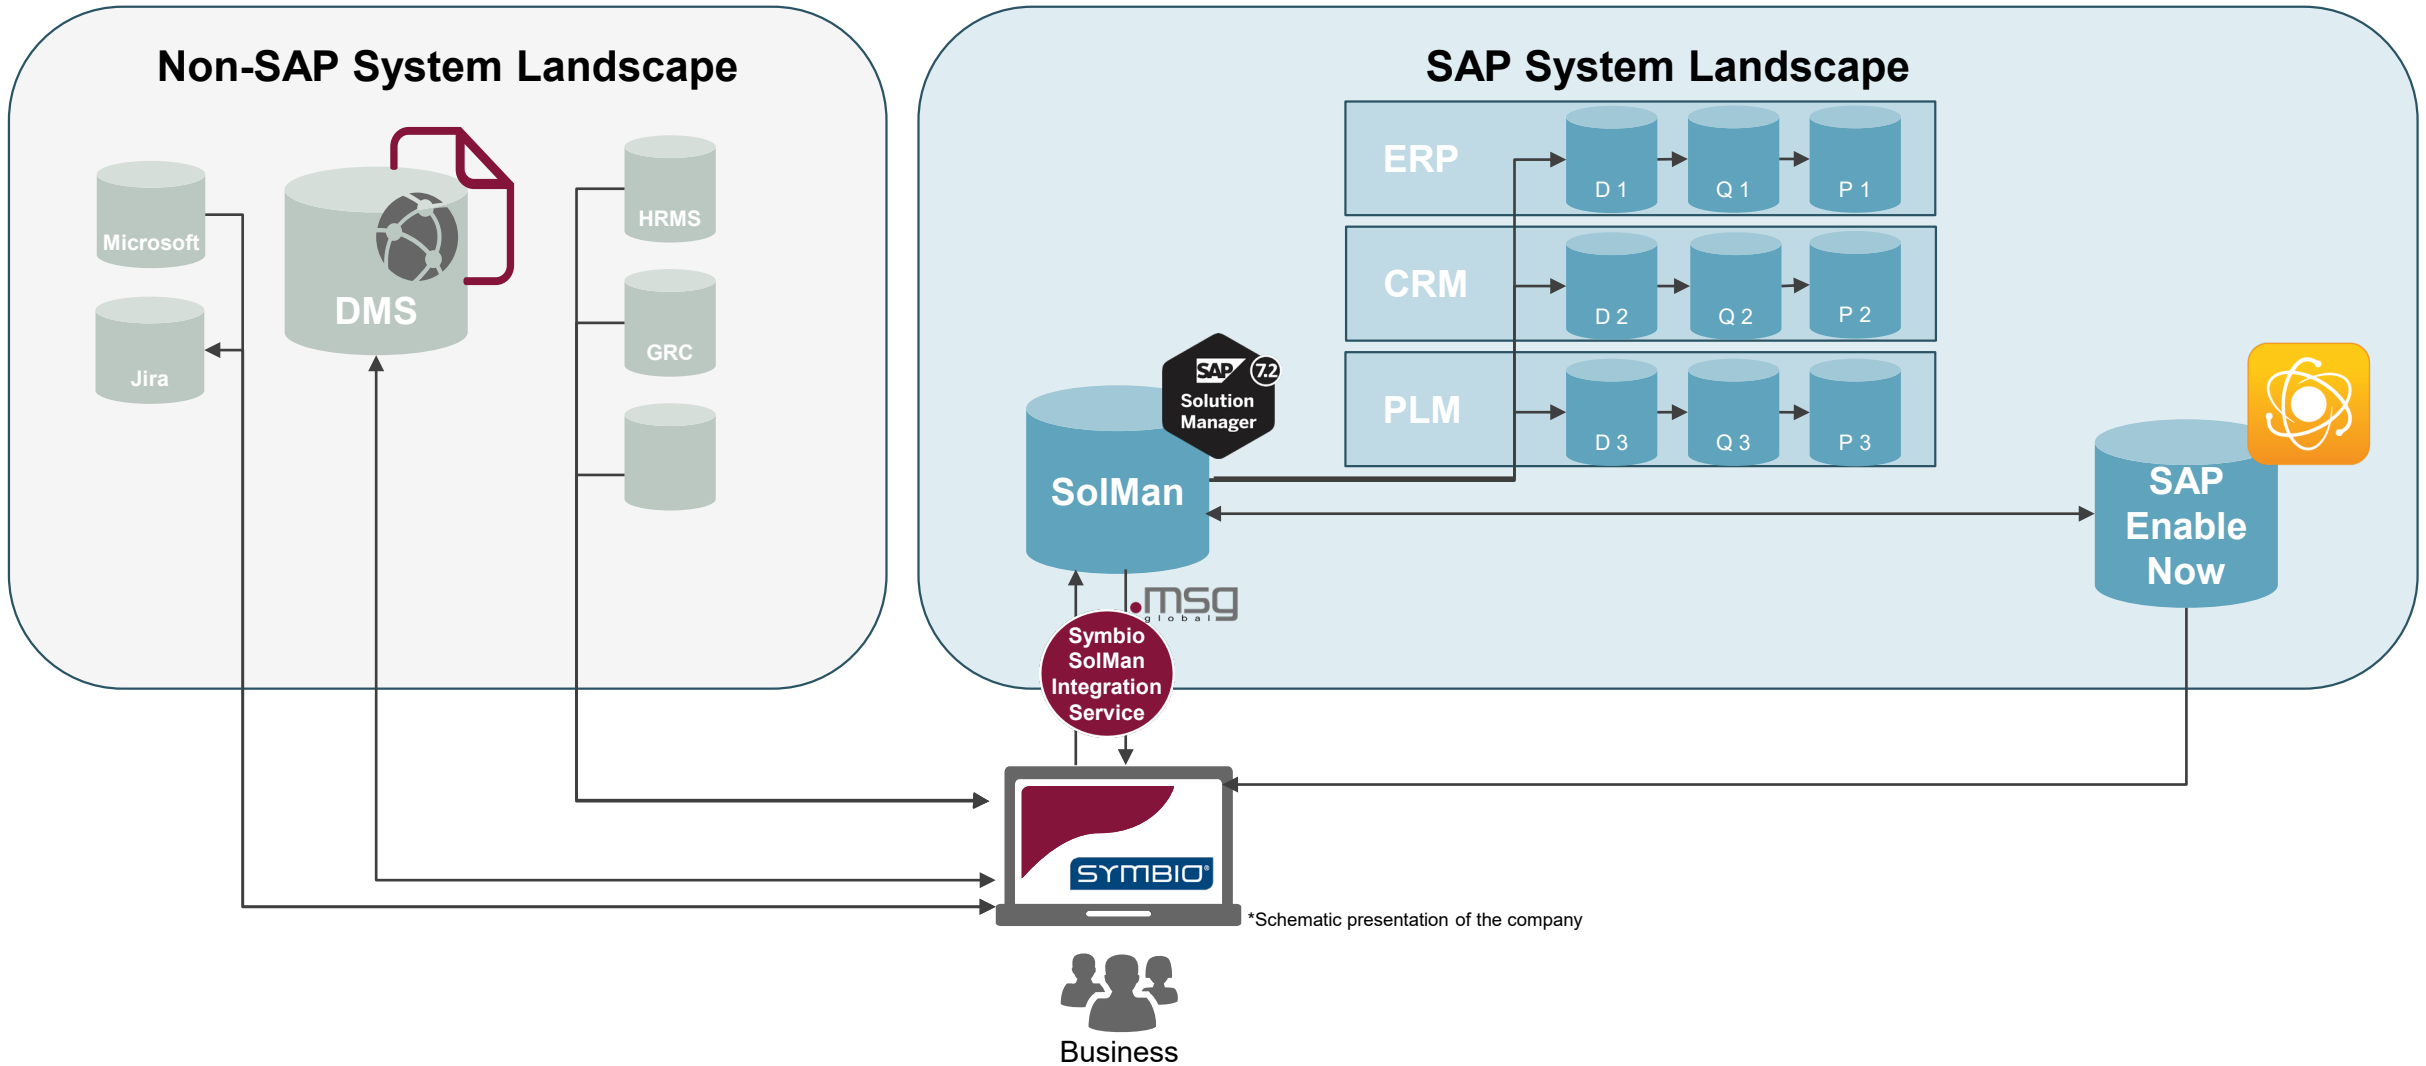 Non-SAP System Landscape
Microsoft
Jira
DMS
HRMS
GRC
SAP System Landscape
ERP
D 1
Q 1
P 1
CRM
D 2
Q 2
P 2
PLM
D 3
Q 3
P 3
SAP
7.2
Solution
Manager
SolMan
SAP
Enable
Now
.msg
global
Symbio
SolMan
Integration
Service
SYMBIO®
*Schematic presentation of the company
Business